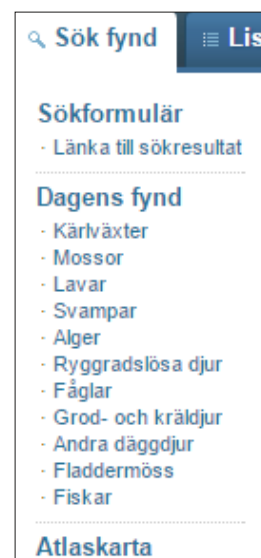 Sök fynd
Lis
Sökformulär
· Länka till sökresultat
Dagens fynd
· Kärlväxter
· Mossor
· Lavar
· Svampar
· Alger
· Ryggradslösa djur
· Fåglar
· Grod- och kräldjur
· Andra däggdjur
· Fladdermöss
· Fiskar
Atlaskarta